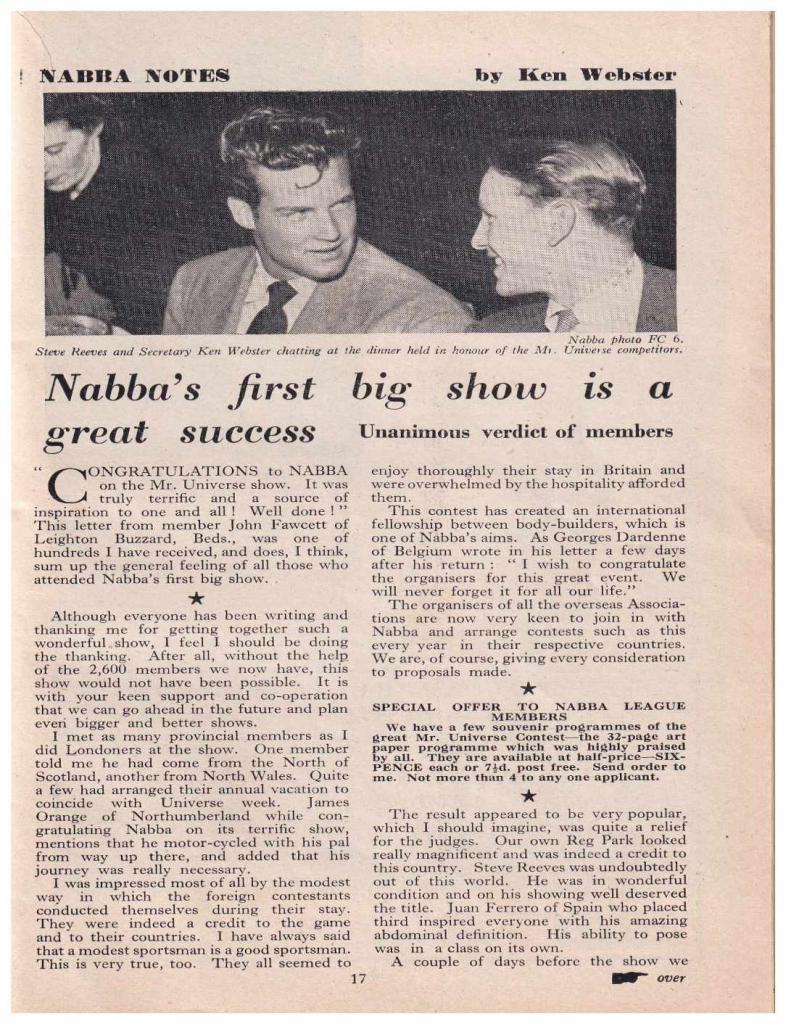 NABBA NOTES by Ken Webster
Nabba photo FC 6.
Steve Reeves and Secretary Ken Webster chatting at the dinner held in honour of the Mr. Universe competitors.
Nabba's first big show is a
great success Unanimous verdict of members
" CONGRATULATIONS to NABBA
on the Mr. Universe show. It was
truly terrific and a source of
inspiration to one and all ! Well done ! "
This letter from member John Fawcett of
Leighton Buzzard, Beds., was one of
hundreds I have received, and does, I think,
sum up the general feeling of all those who
attended Nabba's first big show.
★
Although everyone has been writing and
thanking me for getting together such a
wonderful show, I feel I should be doing
the thanking. After all, without the help
of the 2,600 members we now have, this
show would not have been possible. It is
with your keen support and co-operation
that we can go ahead in the future and plan
even bigger and better shows.
I met as many provincial members as I
did Londoners at the show. One member
told me he had come from the North of
Scotland, another from North Wales. Quite
a few had arranged their annual vacation to
coincide with Universe week. James
Orange of Northumberland while con-
gratulating Nabba on its terrific show,
mentions that he motor-cycled with his pal
from way up there, and added that his
journey was really necessary.
I was impressed most of all by the modest
way in which the foreign contestants
conducted themselves during their stay.
They were indeed a credit to the game
and to their countries. I have always said
that a modest sportsman is a good sportsman.
This is very true, too. They all seemed to
enjoy thoroughly their stay in Britain and
were overwhelmed by the hospitality afforded
them.
This contest has created an international
fellowship between body-builders, which is
one of Nabba's aims. As Georges Dardenne
of Belgium wrote in his letter a few days
after his return : " I wish to congratulate
the organisers for this great event. We
will never forget it for all our life."
The organisers of all the overseas Associa-
tions are now very keen to join in with
Nabba and arrange contests such as this
every year in their respective countries.
We are, of course, giving every consideration
to proposals made.
★
SPECIAL OFFER TO NABBA LEAGUE
MEMBERS
We have a few souvenir programmes of the
great Mr. Universe Contest—the 32-page art
paper programme which was highly praised
by all. They are available at half-price—SIX-
PENCE each or 7½d. post free. Send order to
me. Not more than 4 to any one applicant.
★
The result appeared to be very popular,
which I should imagine, was quite a relief
for the judges. Our own Reg Park looked
really magnificent and was indeed a credit to
this country. Steve Reeves was undoubtedly
out of this world. He was in wonderful
condition and on his showing well deserved
the title. Juan Ferrero of Spain who placed
third inspired everyone with his amazing
abdominal definition. His ability to pose
was in a class on its own.
A couple of days before the show we
17
over